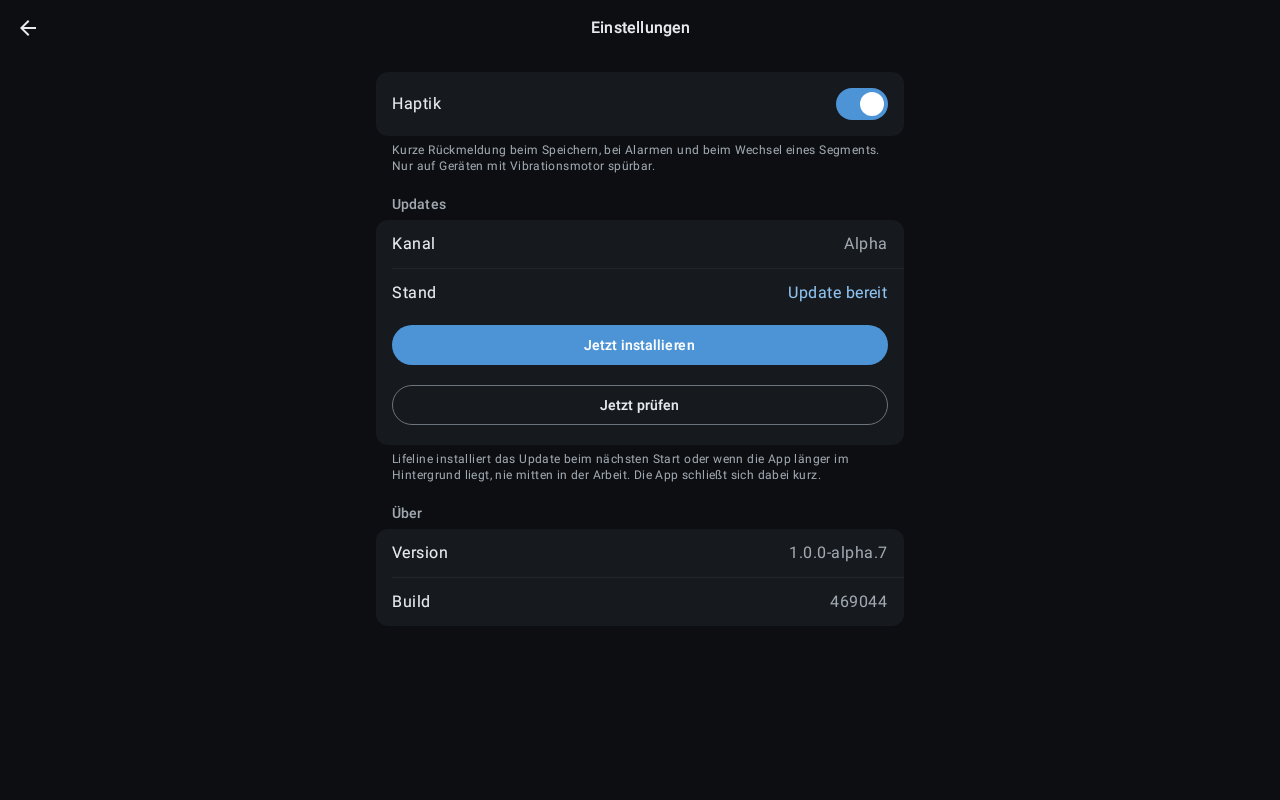 Einstellungen
Haptik
Kurze Rückmeldung beim Speichern, bei Alarmen und beim Wechsel eines Segments.
Nur auf Geräten mit Vibrationsmotor spürbar.
Updates
Kanal Alpha
Stand Update bereit
Jetzt installieren
Jetzt prüfen
Lifeline installiert das Update beim nächsten Start oder wenn die App länger im
Hintergrund liegt, nie mitten in der Arbeit. Die App schließt sich dabei kurz.
Über
Version 1.0.0-alpha.7
Build 469044